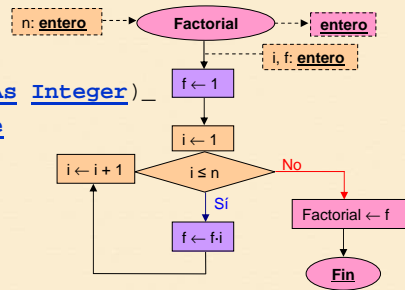 n: entero
Factorial
entero
i, f: entero
f ← 1
As Integer)_
e
i ← 1
i ← i + 1
i ≤ n
No
Sí
Factorial ← f
f ← f·i
Fin